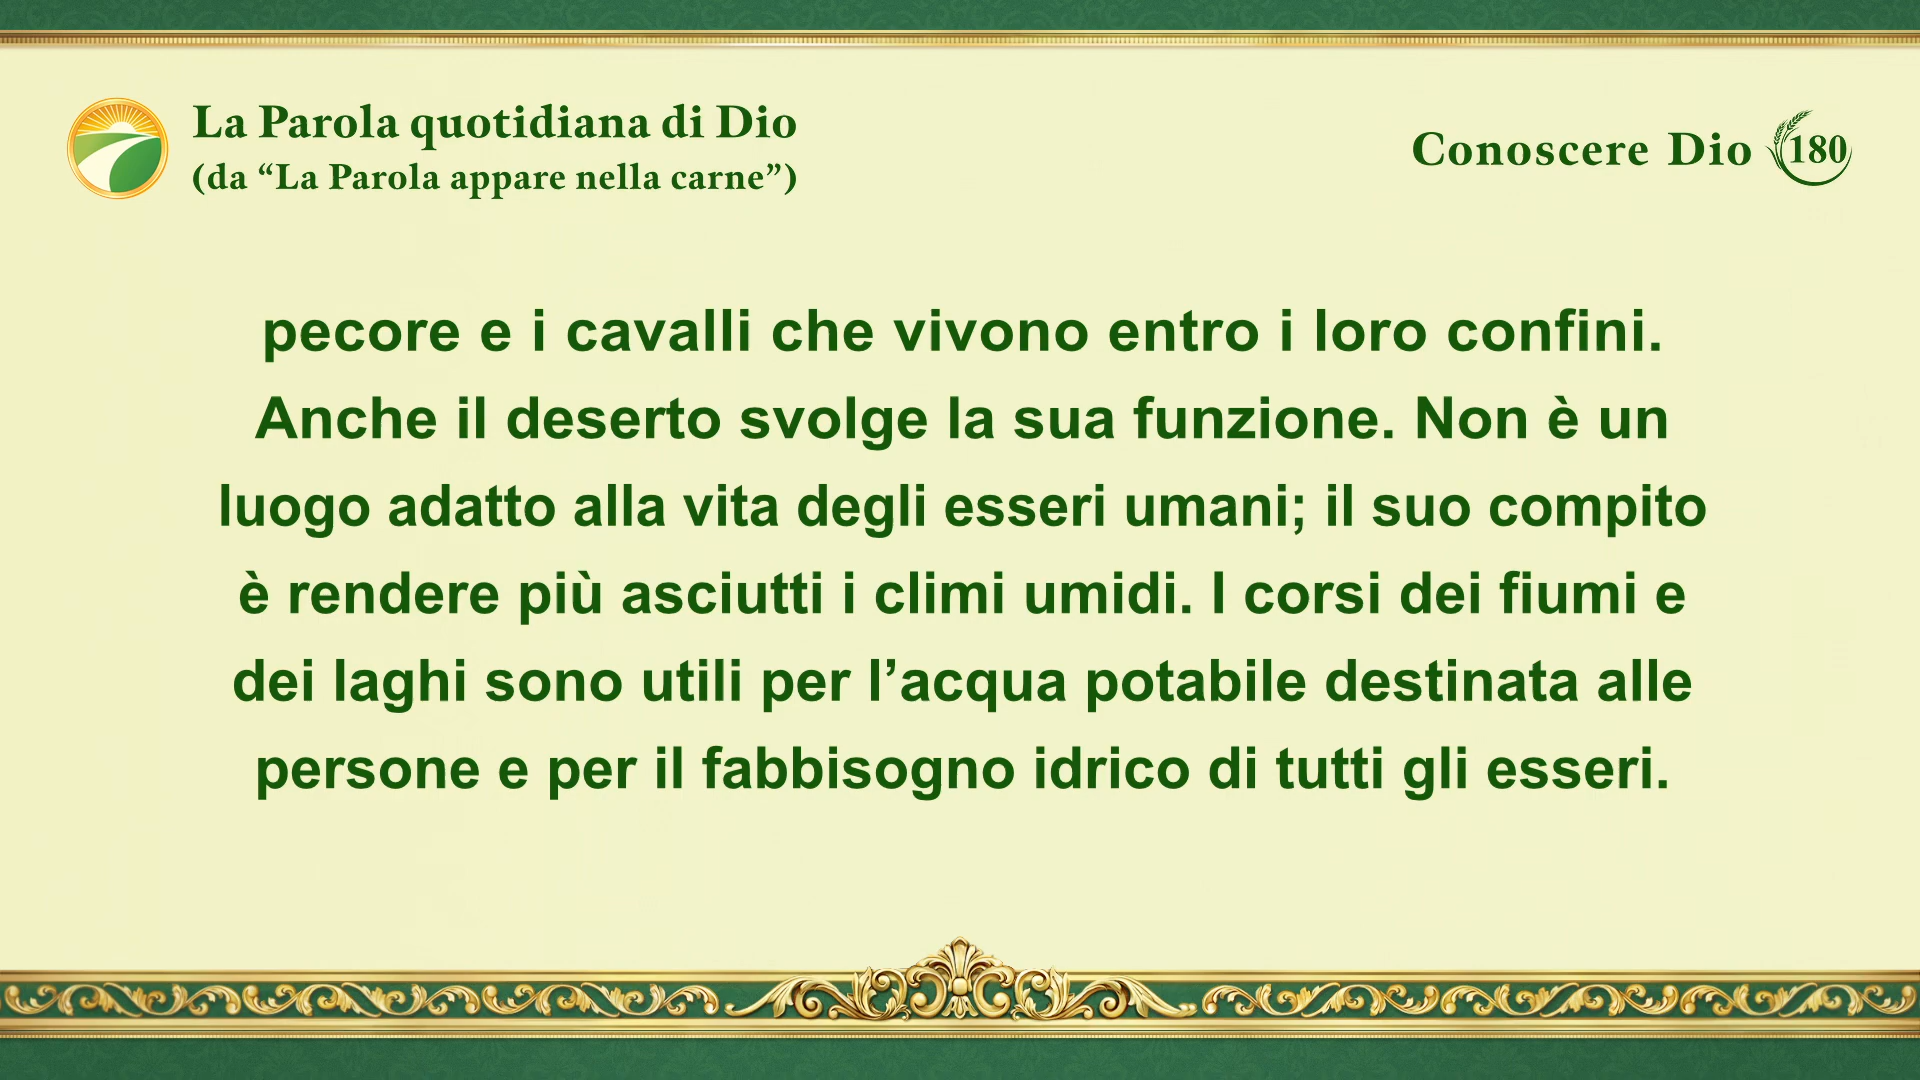 La Parola quotidiana di Dio
(da “La Parola appare nella carne”)
Conoscere Dio 180
pecore e i cavalli che vivono entro i loro confini.
Anche il deserto svolge la sua funzione. Non è un
luogo adatto alla vita degli esseri umani; il suo compito
è rendere più asciutti i climi umidi. I corsi dei fiumi e
dei laghi sono utili per l’acqua potabile destinata alle
persone e per il fabbisogno idrico di tutti gli esseri.